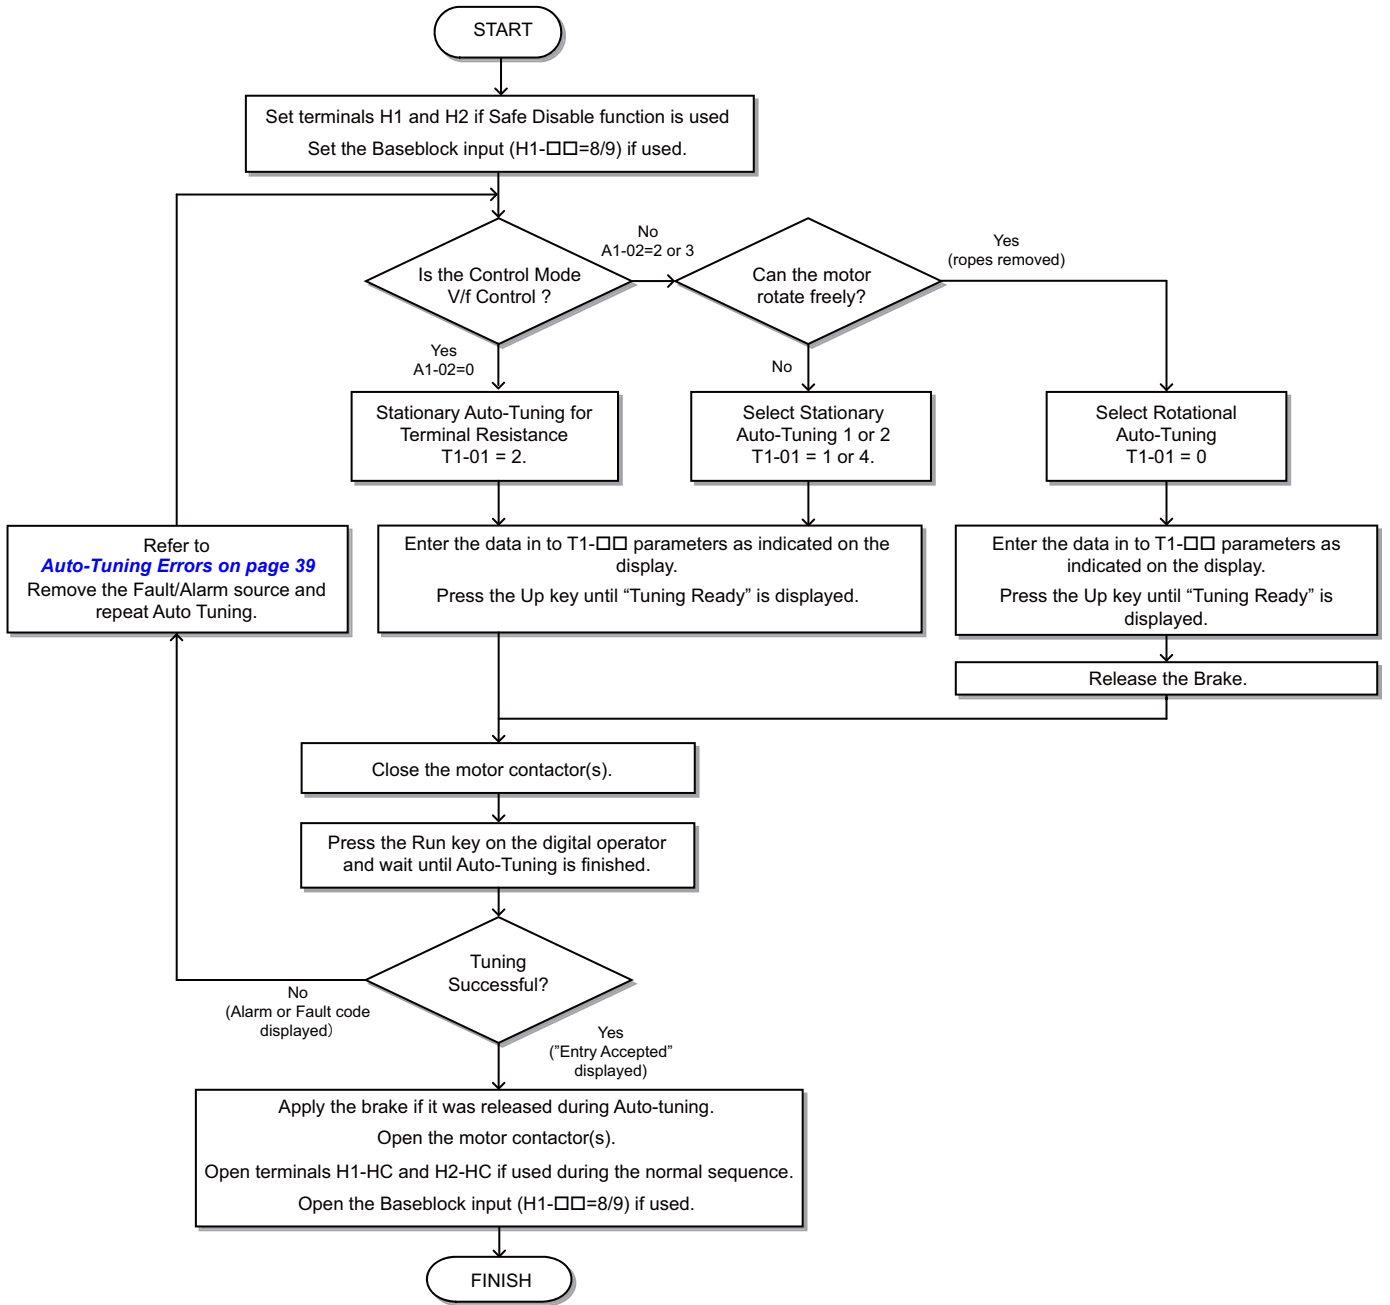 START
Set terminals H1 and H2 if Safe Disable function is used
Set the Baseblock input (H1-□□=8/9) if used.
No
A1-02=2 or 3
Yes
(ropes removed)
Is the Control Mode
V/f Control ?
Can the motor
rotate freely?
Yes
A1-02=0
No
Stationary Auto-Tuning for
Terminal Resistance
T1-01 = 2.
Select Stationary
Auto-Tuning 1 or 2
T1-01 = 1 or 4.
Select Rotational
Auto-Tuning
T1-01 = 0
Refer to
Auto-Tuning Errors on page 39
Remove the Fault/Alarm source and
repeat Auto Tuning.
Enter the data in to T1-□□ parameters as indicated on the
display.
Press the Up key until “Tuning Ready” is displayed.
Enter the data in to T1-□□ parameters as
indicated on the display.
Press the Up key until “Tuning Ready” is
displayed.
Release the Brake.
Close the motor contactor(s).
Press the Run key on the digital operator
and wait until Auto-Tuning is finished.
Tuning
Successful?
No
(Alarm or Fault code
displayed)
Yes
(”Entry Accepted”
displayed)
Apply the brake if it was released during Auto-tuning.
Open the motor contactor(s).
Open terminals H1-HC and H2-HC if used during the normal sequence.
Open the Baseblock input (H1-□□=8/9) if used.
FINISH